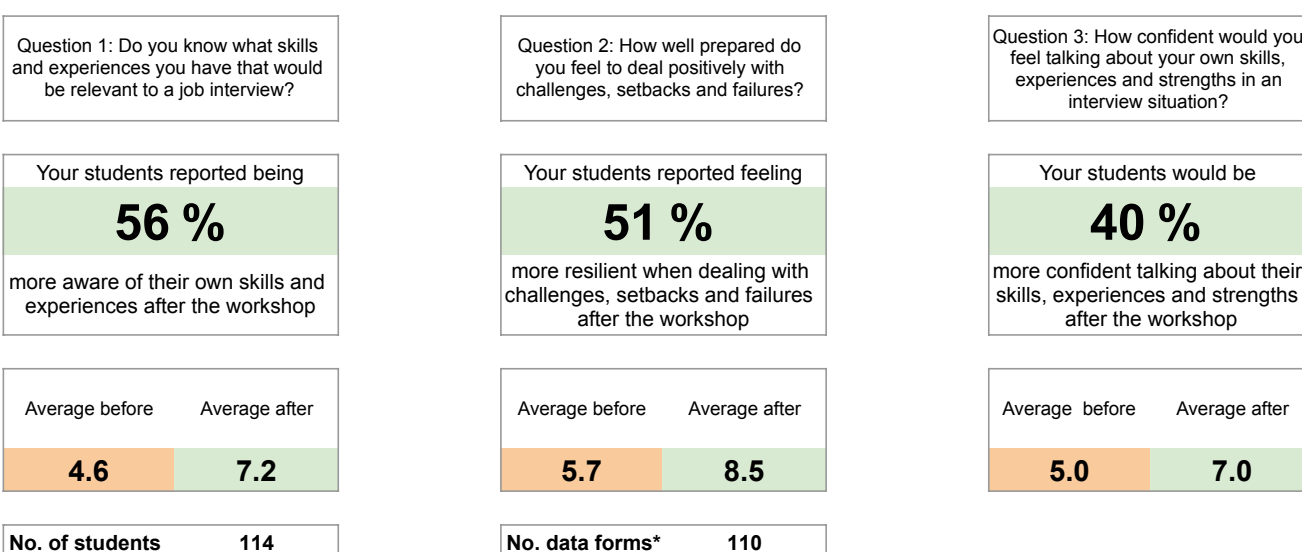 Question 1: Do you know what skills
and experiences you have that would
be relevant to a job interview?
Question 2: How well prepared do
you feel to deal positively with
challenges, setbacks and failures?
Question 3: How confident would you
feel talking about your own skills,
experiences and strengths in an
interview situation?
Your students reported being
56 %
more aware of their own skills and
experiences after the workshop
Your students reported feeling
51 %
more resilient when dealing with
challenges, setbacks and failures
after the workshop
Your students would be
40 %
more confident talking about their
skills, experiences and strengths
after the workshop
Average before Average after
4.6 7.2
Average before Average after
5.7 8.5
Average before Average after
5.0 7.0
No. of students 114
No. data forms* 110